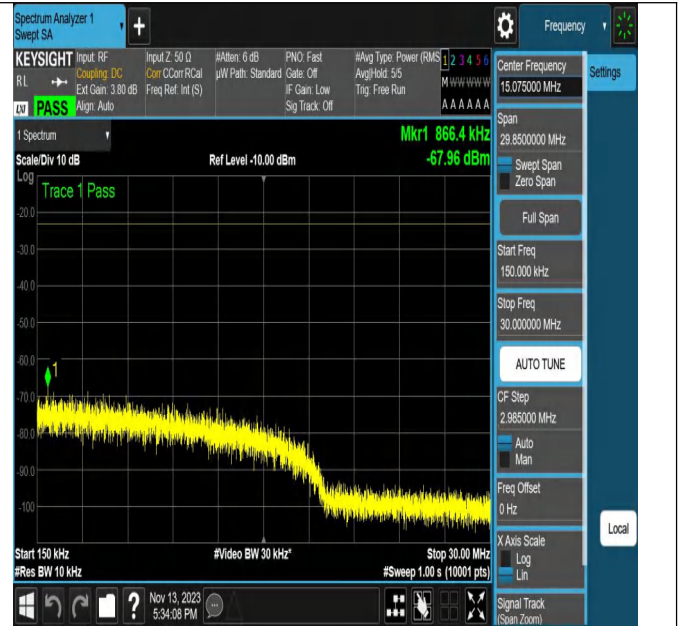 Spectrum Analyzer 1
Swept SA
Frequency
KEYSIGHT
RL
LXI
PASS
Input: RF
Coupling: DC
Ext Gain: 3.80 dB
Align: Auto
Input Z: 50 Ω
Corr CCorr RCal
Freq Ref: Int (S)
#Atten: 6 dB
µW Path: Standard
PNO: Fast
Gate: Off
IF Gain: Low
Sig Track: Off
#Avg Type: Power (RMS
Avg|Hold: 5/5
Trig: Free Run
1 2 3 4 5 6
M W W W W W
A A A A A A
1 Spectrum
Scale/Div 10 dB
Log
Ref Level -10.00 dBm
Mkr1 866.4 kHz
-67.96 dBm
Trace 1 Pass
-20.0
-30.0
-40.0
-50.0
-60.0
1
-70.0
-80.0
-90.0
-100
Start 150 kHz
#Res BW 10 kHz
#Video BW 30 kHz*
Stop 30.00 MHz
#Sweep 1.00 s (10001 pts)
Nov 13, 2023
5:34:08 PM
Center Frequency
15.075000 MHz
Settings
Span
29.8500000 MHz
Swept Span
Zero Span
Full Span
Start Freq
150.000 kHz
Stop Freq
30.000000 MHz
AUTO TUNE
CF Step
2.985000 MHz
Auto
Man
Freq Offset
0 Hz
Local
X Axis Scale
Log
Lin
Signal Track
(Span Zoom)